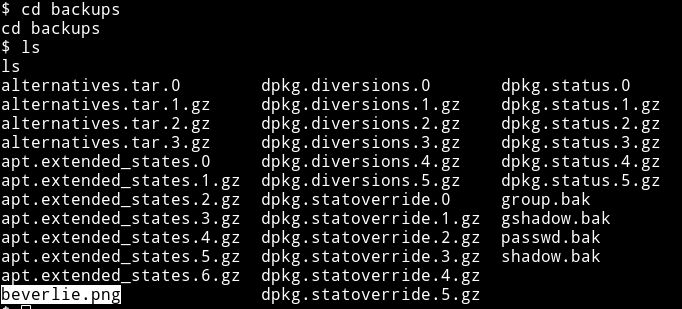 $ cd backups
cd backups
$ ls
ls
alternatives.tar.0 dpkg.diversions.0 dpkg.status.0
alternatives.tar.1.gz dpkg.diversions.1.gz dpkg.status.1.gz
alternatives.tar.2.gz dpkg.diversions.2.gz dpkg.status.2.gz
alternatives.tar.3.gz dpkg.diversions.3.gz dpkg.status.3.gz
apt.extended_states.0 dpkg.diversions.4.gz dpkg.status.4.gz
apt.extended_states.1.gz dpkg.diversions.5.gz dpkg.status.5.gz
apt.extended_states.2.gz dpkg.statoverride.0 group.bak
apt.extended_states.3.gz dpkg.statoverride.1.gz gshadow.bak
apt.extended_states.4.gz dpkg.statoverride.2.gz passwd.bak
apt.extended_states.5.gz dpkg.statoverride.3.gz shadow.bak
apt.extended_states.6.gz dpkg.statoverride.4.gz
beverlie.png dpkg.statoverride.5.gz
$